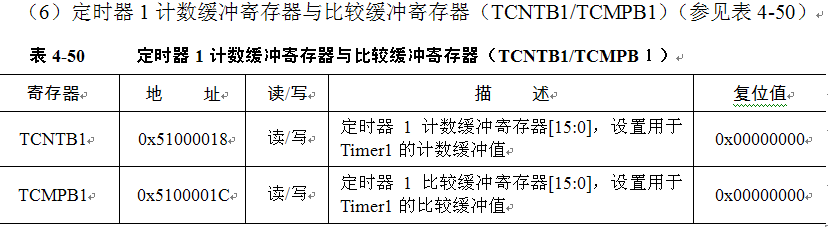 （6）定时器 1 计数缓冲寄存器与比较缓冲寄存器（TCNTB1/TCMPB1）（参见表 4-50）
表 4-50 定时器 1 计数缓冲寄存器与比较缓冲寄存器（TCNTB1/TCMPB１）
寄存器 地 址 读/写 描 述 复位值
TCNTB1 0x51000018 读/写 定时器 1 计数缓冲寄存器[15:0]，设置用于 0x00000000
Timer1 的计数缓冲值
TCMPB1 0x5100001C 读/写 定时器 1 比较缓冲寄存器[15:0]，设置用于 0x00000000
Timer1 的比较缓冲值